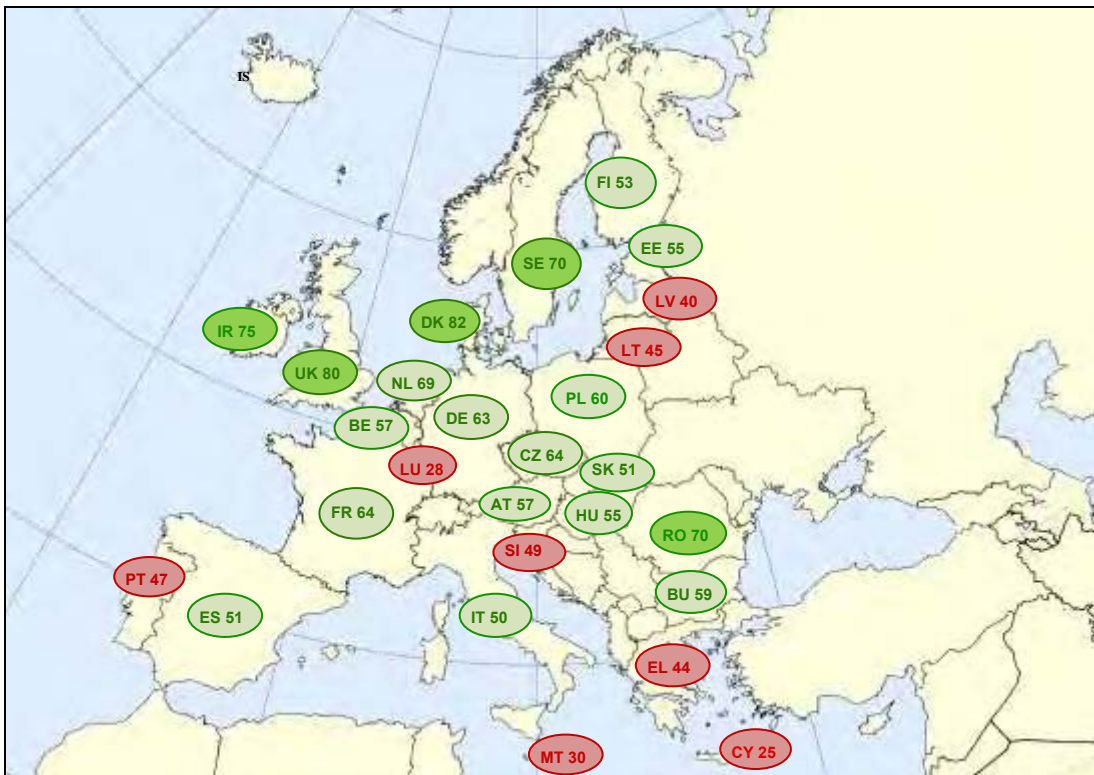 IS
FI 53
EE 55
SE 70
LV 40
DK 82
IR 75
LT 45
UK 80
NL 69
PL 60
DE 63
BE 57
CZ 64
LU 28
SK 51
AT 57
FR 64
HU 55
RO 70
SI 49
PT 47
BU 59
ES 51
IT 50
EL 44
CY 25
MT 30